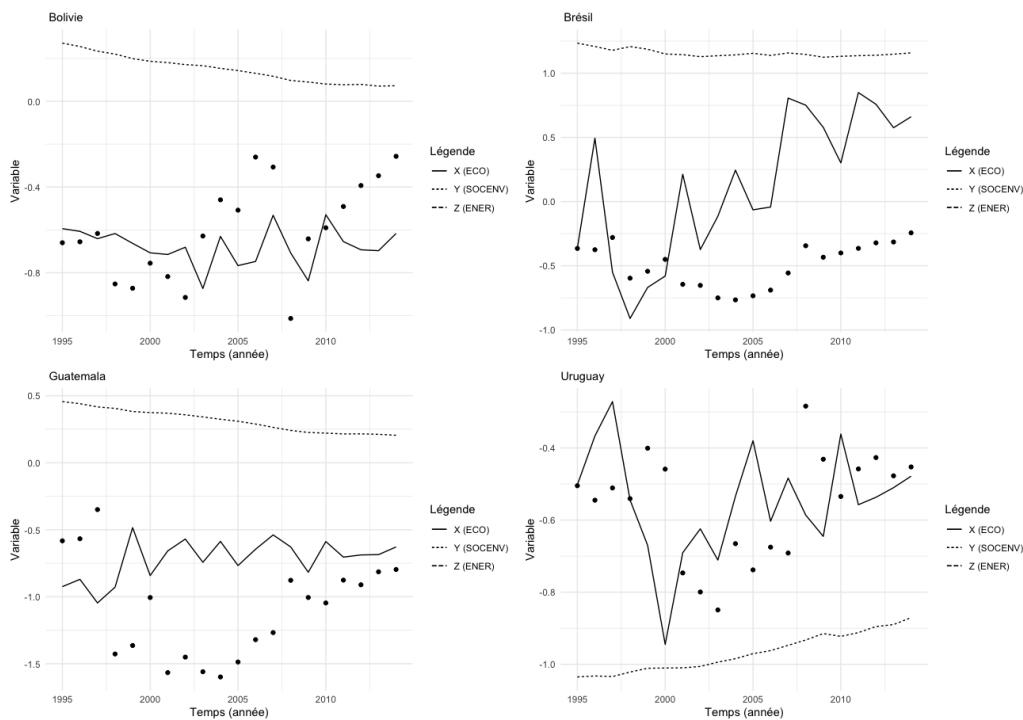 Bolivie
Variable
0.0
-0.4
-0.8
1995
2000
2005
2010
Temps (année)
Légende
X (ECO)
Y (SOCENV)
Z (ENER)
Brésil
Variable
1.0
0.5
0.0
-0.5
-1.0
1995
2000
2005
2010
Temps (année)
Légende
X (ECO)
Y (SOCENV)
Z (ENER)
Guatemala
Variable
0.5
0.0
-0.5
-1.0
-1.5
1995
2000
2005
2010
Temps (année)
Légende
X (ECO)
Y (SOCENV)
Z (ENER)
Uruguay
Variable
-0.4
-0.6
-0.8
-1.0
1995
2000
2005
2010
Temps (année)
Légende
X (ECO)
Y (SOCENV)
Z (ENER)